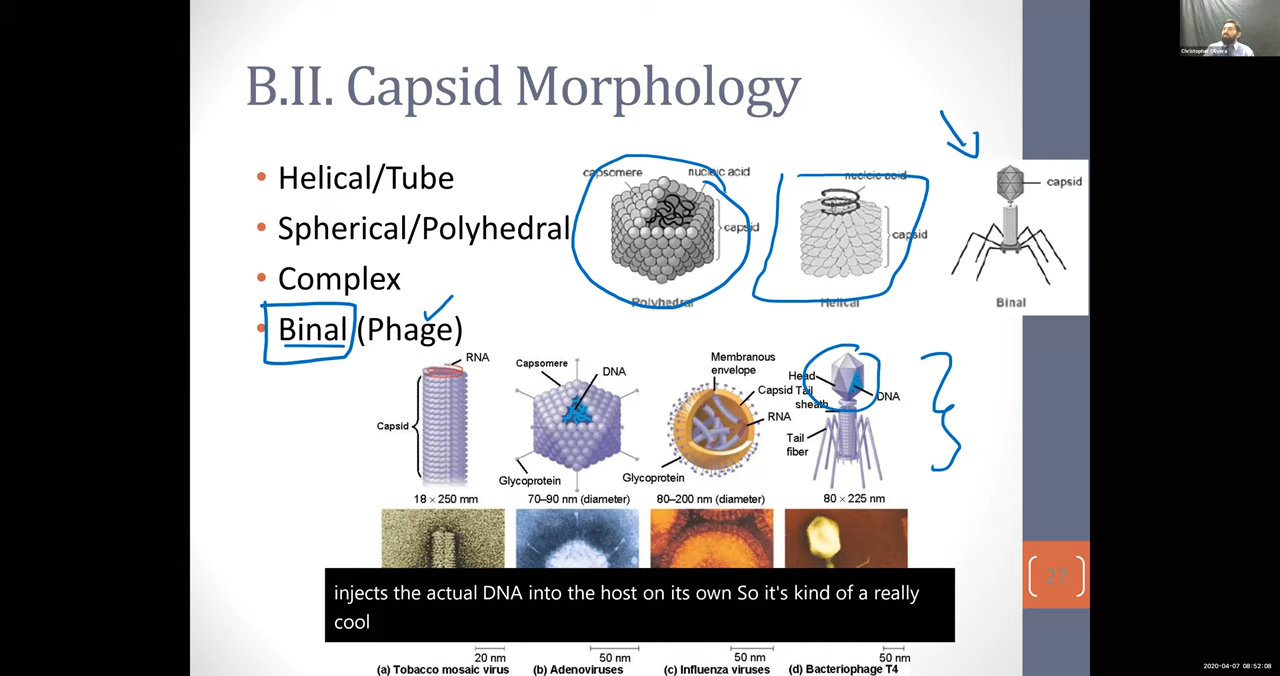 Christopher Olivera
B.II. Capsid Morphology
• Helical/Tube
• Spherical/Polyhedral
• Complex
• Binal (Phage)
capsomere
nucleic acid
capsid
Polyhedral
nucleic acid
capsid
Helical
capsid
Binal
RNA
Capsid
18 × 250 mm
Capsomere
DNA
Glycoprotein
70–90 nm (diameter)
Membranous
envelope
Capsid
RNA
Glycoprotein
80–200 nm (diameter)
Head
Tail
sheath
DNA
Tail
fiber
80 × 225 nm
27
injects the actual DNA into the host on its own So it's kind of a really
cool
20 nm
50 nm
50 nm
50 nm
(a) Tobacco mosaic virus
(b) Adenoviruses
(c) Influenza viruses
(d) Bacteriophage T4
2020-04-07 08:52:08